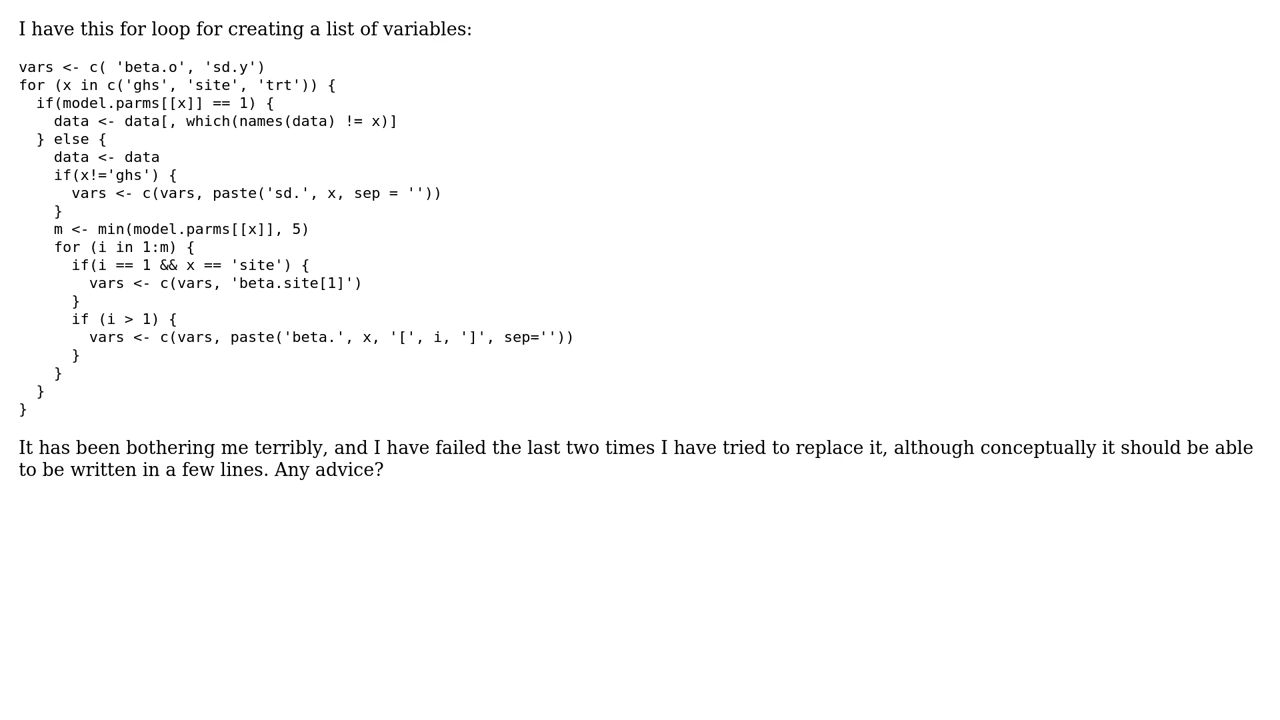 I have this for loop for creating a list of variables:
vars <- c( 'beta.o', 'sd.y')
for (x in c('ghs', 'site', 'trt')) {
  if(model.parms[[x]] == 1) {
    data <- data[, which(names(data) != x)]
  } else {
    data <- data
    if(x!='ghs') {
      vars <- c(vars, paste('sd.', x, sep = ''))
    }
    m <- min(model.parms[[x]], 5)
    for (i in 1:m) {
      if(i == 1 && x == 'site') {
        vars <- c(vars, 'beta.site[1]')
      }
      if (i > 1) {
        vars <- c(vars, paste('beta.', x, '[', i, ']', sep=''))
      }
    }
  }
}
It has been bothering me terribly, and I have failed the last two times I have tried to replace it, although conceptually it should be able
to be written in a few lines. Any advice?